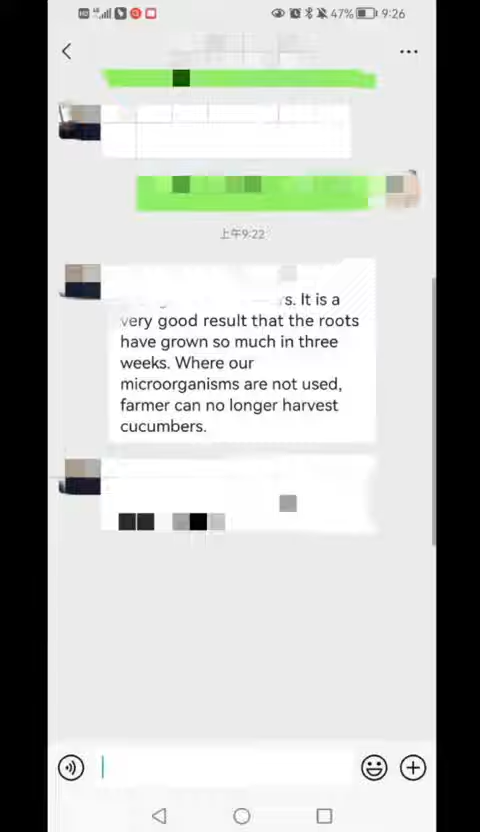 47% 9:26
上午9:22
It is a
very good result that the roots
have grown so much in three
weeks. Where our
microorganisms are not used,
farmer can no longer harvest
cucumbers.